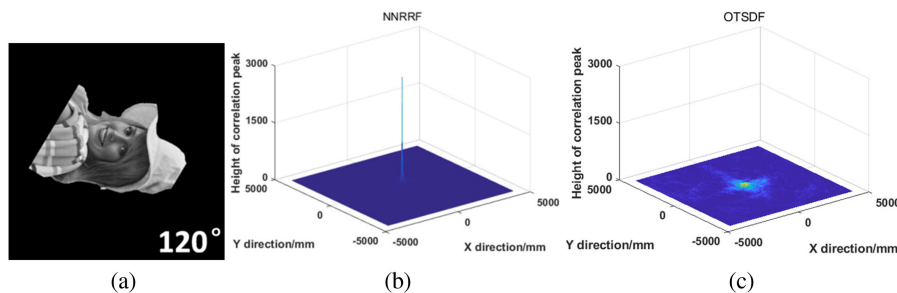 120°
(a)
NNRRF
Height of correlation peak
3000
1500
0
5000
0
-5000
Y direction/mm
-5000
0
5000
X direction/mm
(b)
OTSDF
Height of correlation peak
3000
1500
0
5000
0
-5000
Y direction/mm
-5000
0
5000
X direction/mm
(c)